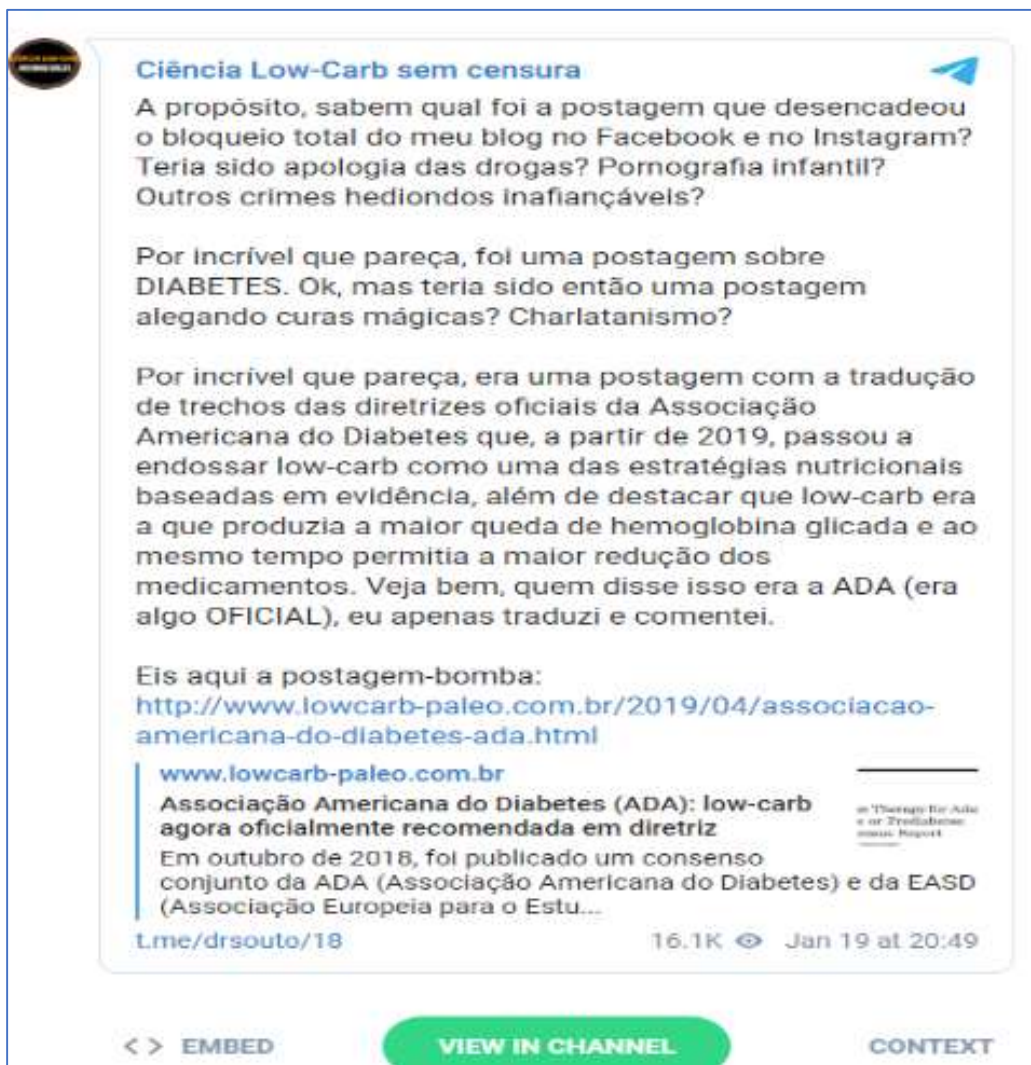 Ciência Low-Carb sem censura
A propósito, sabem qual foi a postagem que desencadeou
o bloqueio total do meu blog no Facebook e no Instagram?
Teria sido apologia das drogas? Pornografia infantil?
Outros crimes hediondos inafiançáveis?
Por incrível que pareça, foi uma postagem sobre
DIABETES. Ok, mas teria sido então uma postagem
alegando curas mágicas? Charlatanismo?
Por incrível que pareça, era uma postagem com a tradução
de trechos das diretrizes oficiais da Associação
Americana do Diabetes que, a partir de 2019, passou a
endossar low-carb como uma das estratégias nutricionais
baseadas em evidência, além de destacar que low-carb era
a que produzia a maior queda de hemoglobina glicada e ao
mesmo tempo permitia a maior redução dos
medicamentos. Veja bem, quem disse isso era a ADA (era
algo OFICIAL), eu apenas traduzi e comentei.
Eis aqui a postagem-bomba:
http://www.lowcarb-paleo.com.br/2019/04/associacao-
americana-do-diabetes-ada.html
www.lowcarb-paleo.com.br
Associação Americana do Diabetes (ADA): low-carb
agora oficialmente recomendada em diretriz
Em outubro de 2018, foi publicado um consenso
conjunto da ADA (Associação Americana do Diabetes) e da EASD
(Associação Europeia para o Estu...
Therapy for Adu
or Prediabetes
Report
t.me/drsouto/18 16.1K Jan 19 at 20:49
< > EMBED VIEW IN CHANNEL CONTEXT